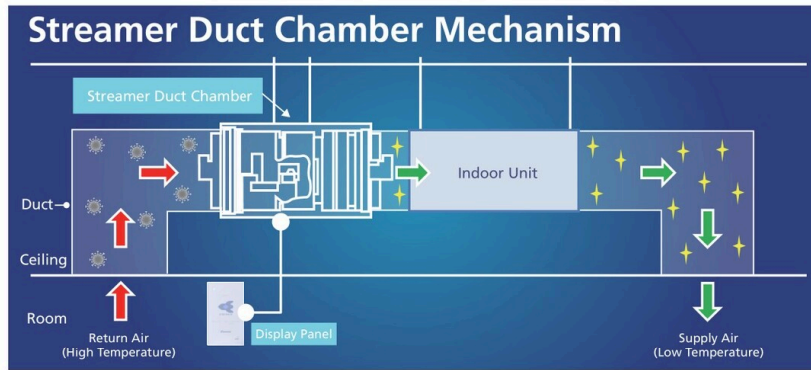 Streamer Duct Chamber Mechanism
Streamer Duct Chamber
Indoor Unit
Duct
Ceiling
Room
Return Air
(High Temperature)
Display Panel
Supply Air
(Low Temperature)